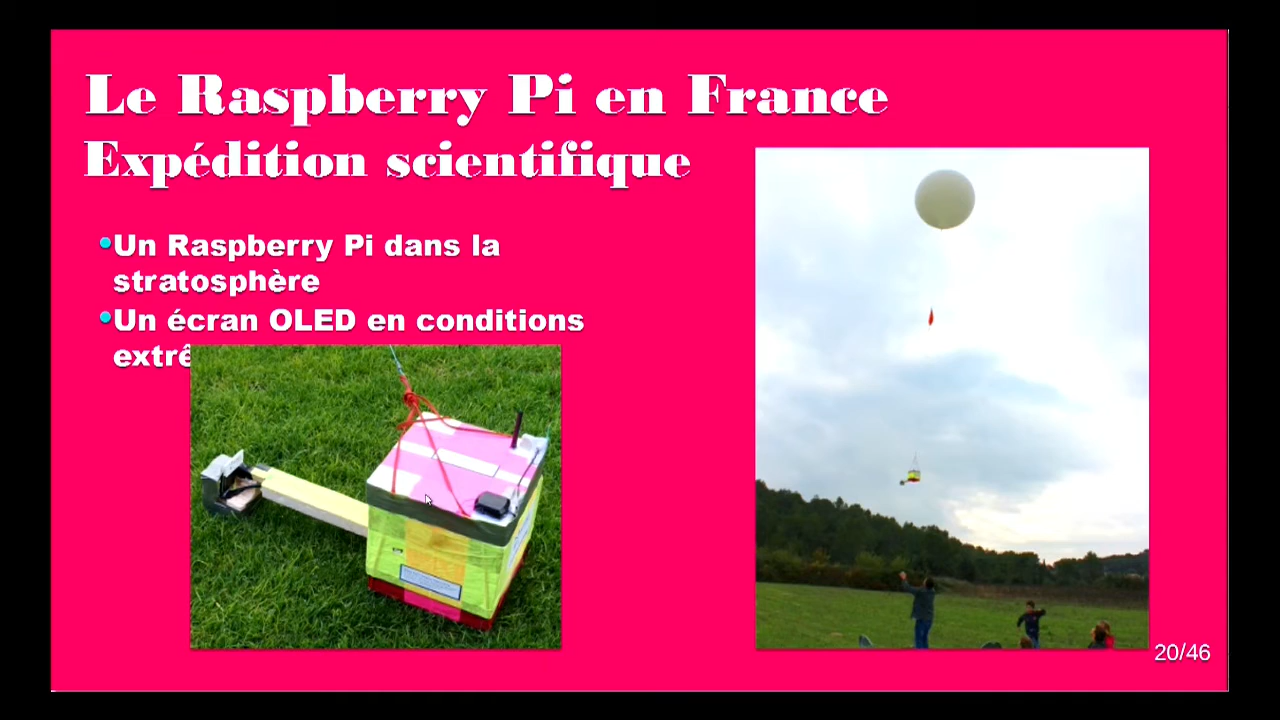 Le Raspberry Pi en France
Expédition scientifique
•Un Raspberry Pi dans la
stratosphère
•Un écran OLED en conditions
20/46